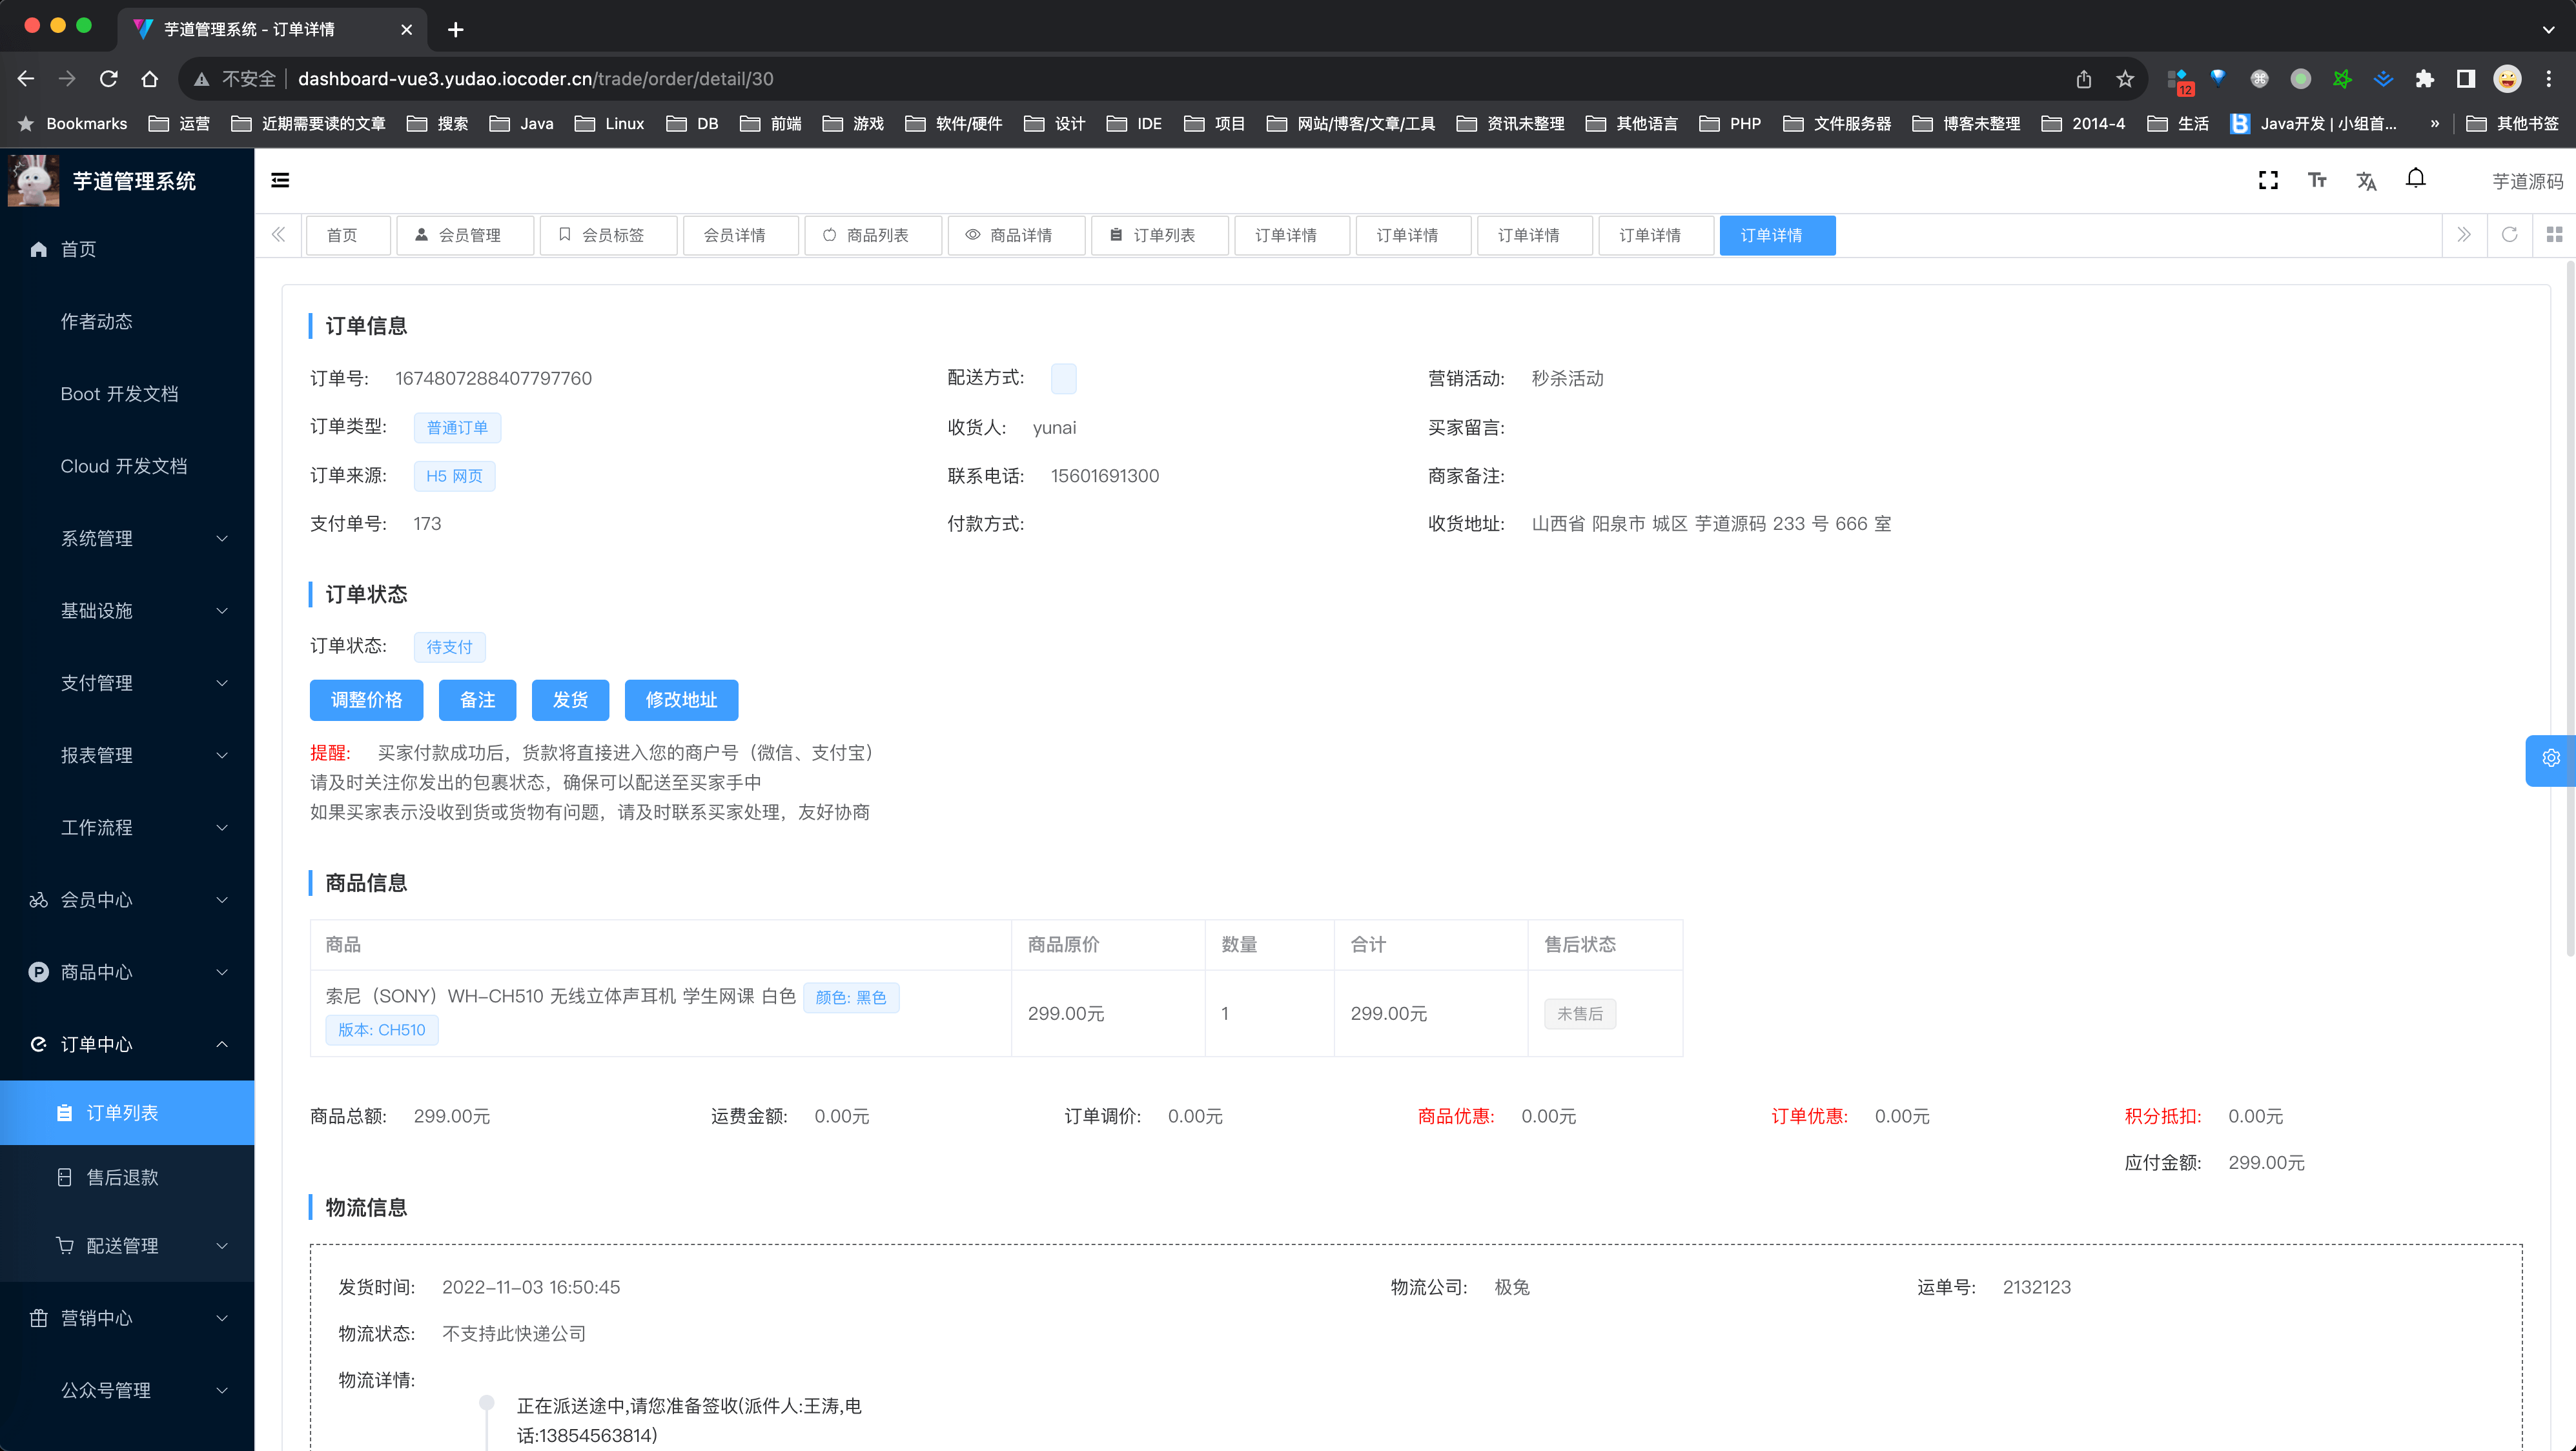 芋道管理系统 - 订单详情
不安全 dashboard-vue3.yudao.iocoder.cn/trade/order/detail/30
12
Bookmarks 运营 近期需要读的文章 搜索 Java Linux DB 前端 游戏 软件/硬件 设计 IDE 项目 网站/博客/文章/工具 资讯未整理 其他语言 PHP 文件服务器 博客未整理 2014-4 生活 Java开发 | 小组首... » 其他书签
芋道管理系统
芋道源码
首页 会员管理 会员标签 会员详情 商品列表 商品详情 订单列表 订单详情 订单详情 订单详情 订单详情 订单详情
首页
作者动态
Boot 开发文档
Cloud 开发文档
系统管理
基础设施
支付管理
报表管理
工作流程
会员中心
商品中心
订单中心
订单列表
售后退款
配送管理
营销中心
公众号管理
订单信息
订单号: 1674807288407797760 配送方式: 营销活动: 秒杀活动
订单类型: 普通订单 收货人: yunai 买家留言:
订单来源: H5 网页 联系电话: 15601691300 商家备注:
支付单号: 173 付款方式: 收货地址: 山西省 阳泉市 城区 芋道源码 233 号 666 室
订单状态
订单状态: 待支付
调整价格 备注 发货 修改地址
提醒: 买家付款成功后，货款将直接进入您的商户号（微信、支付宝）
请及时关注你发出的包裹状态，确保可以配送至买家手中
如果买家表示没收到货或货物有问题，请及时联系买家处理，友好协商
商品信息
商品 商品原价 数量 合计 售后状态
索尼（SONY）WH-CH510 无线立体声耳机 学生网课 白色 颜色: 黑色
版本: CH510
299.00元 1 299.00元 未售后
商品总额: 299.00元 运费金额: 0.00元 订单调价: 0.00元 商品优惠: 0.00元 订单优惠: 0.00元 积分抵扣: 0.00元
应付金额: 299.00元
物流信息
发货时间: 2022-11-03 16:50:45 物流公司: 极兔 运单号: 2132123
物流状态: 不支持此快递公司
物流详情:
正在派送途中,请您准备签收(派件人:王涛,电
话:13854563814)